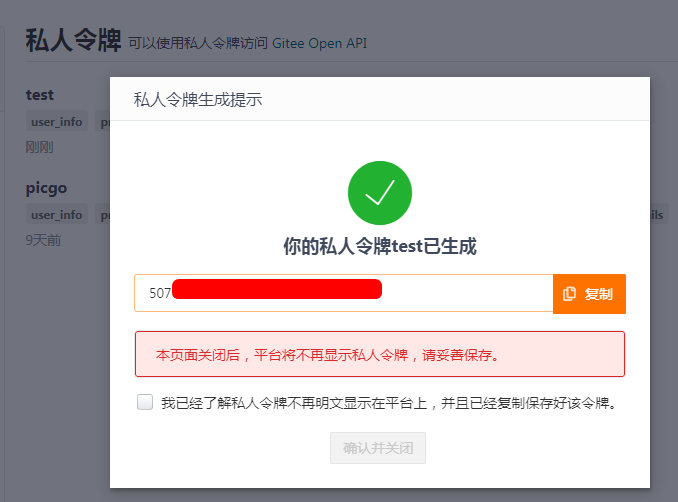 私人令牌 可以使用私人令牌访问 Gitee Open API
test
user_info
刚刚
picgo
user_info
9天前
私人令牌生成提示
你的私人令牌test已生成
507
复制
本页面关闭后，平台将不再显示私人令牌，请妥善保存。
我已经了解私人令牌不再明文显示在平台上，并且已经复制保存好该令牌。
确认并关闭